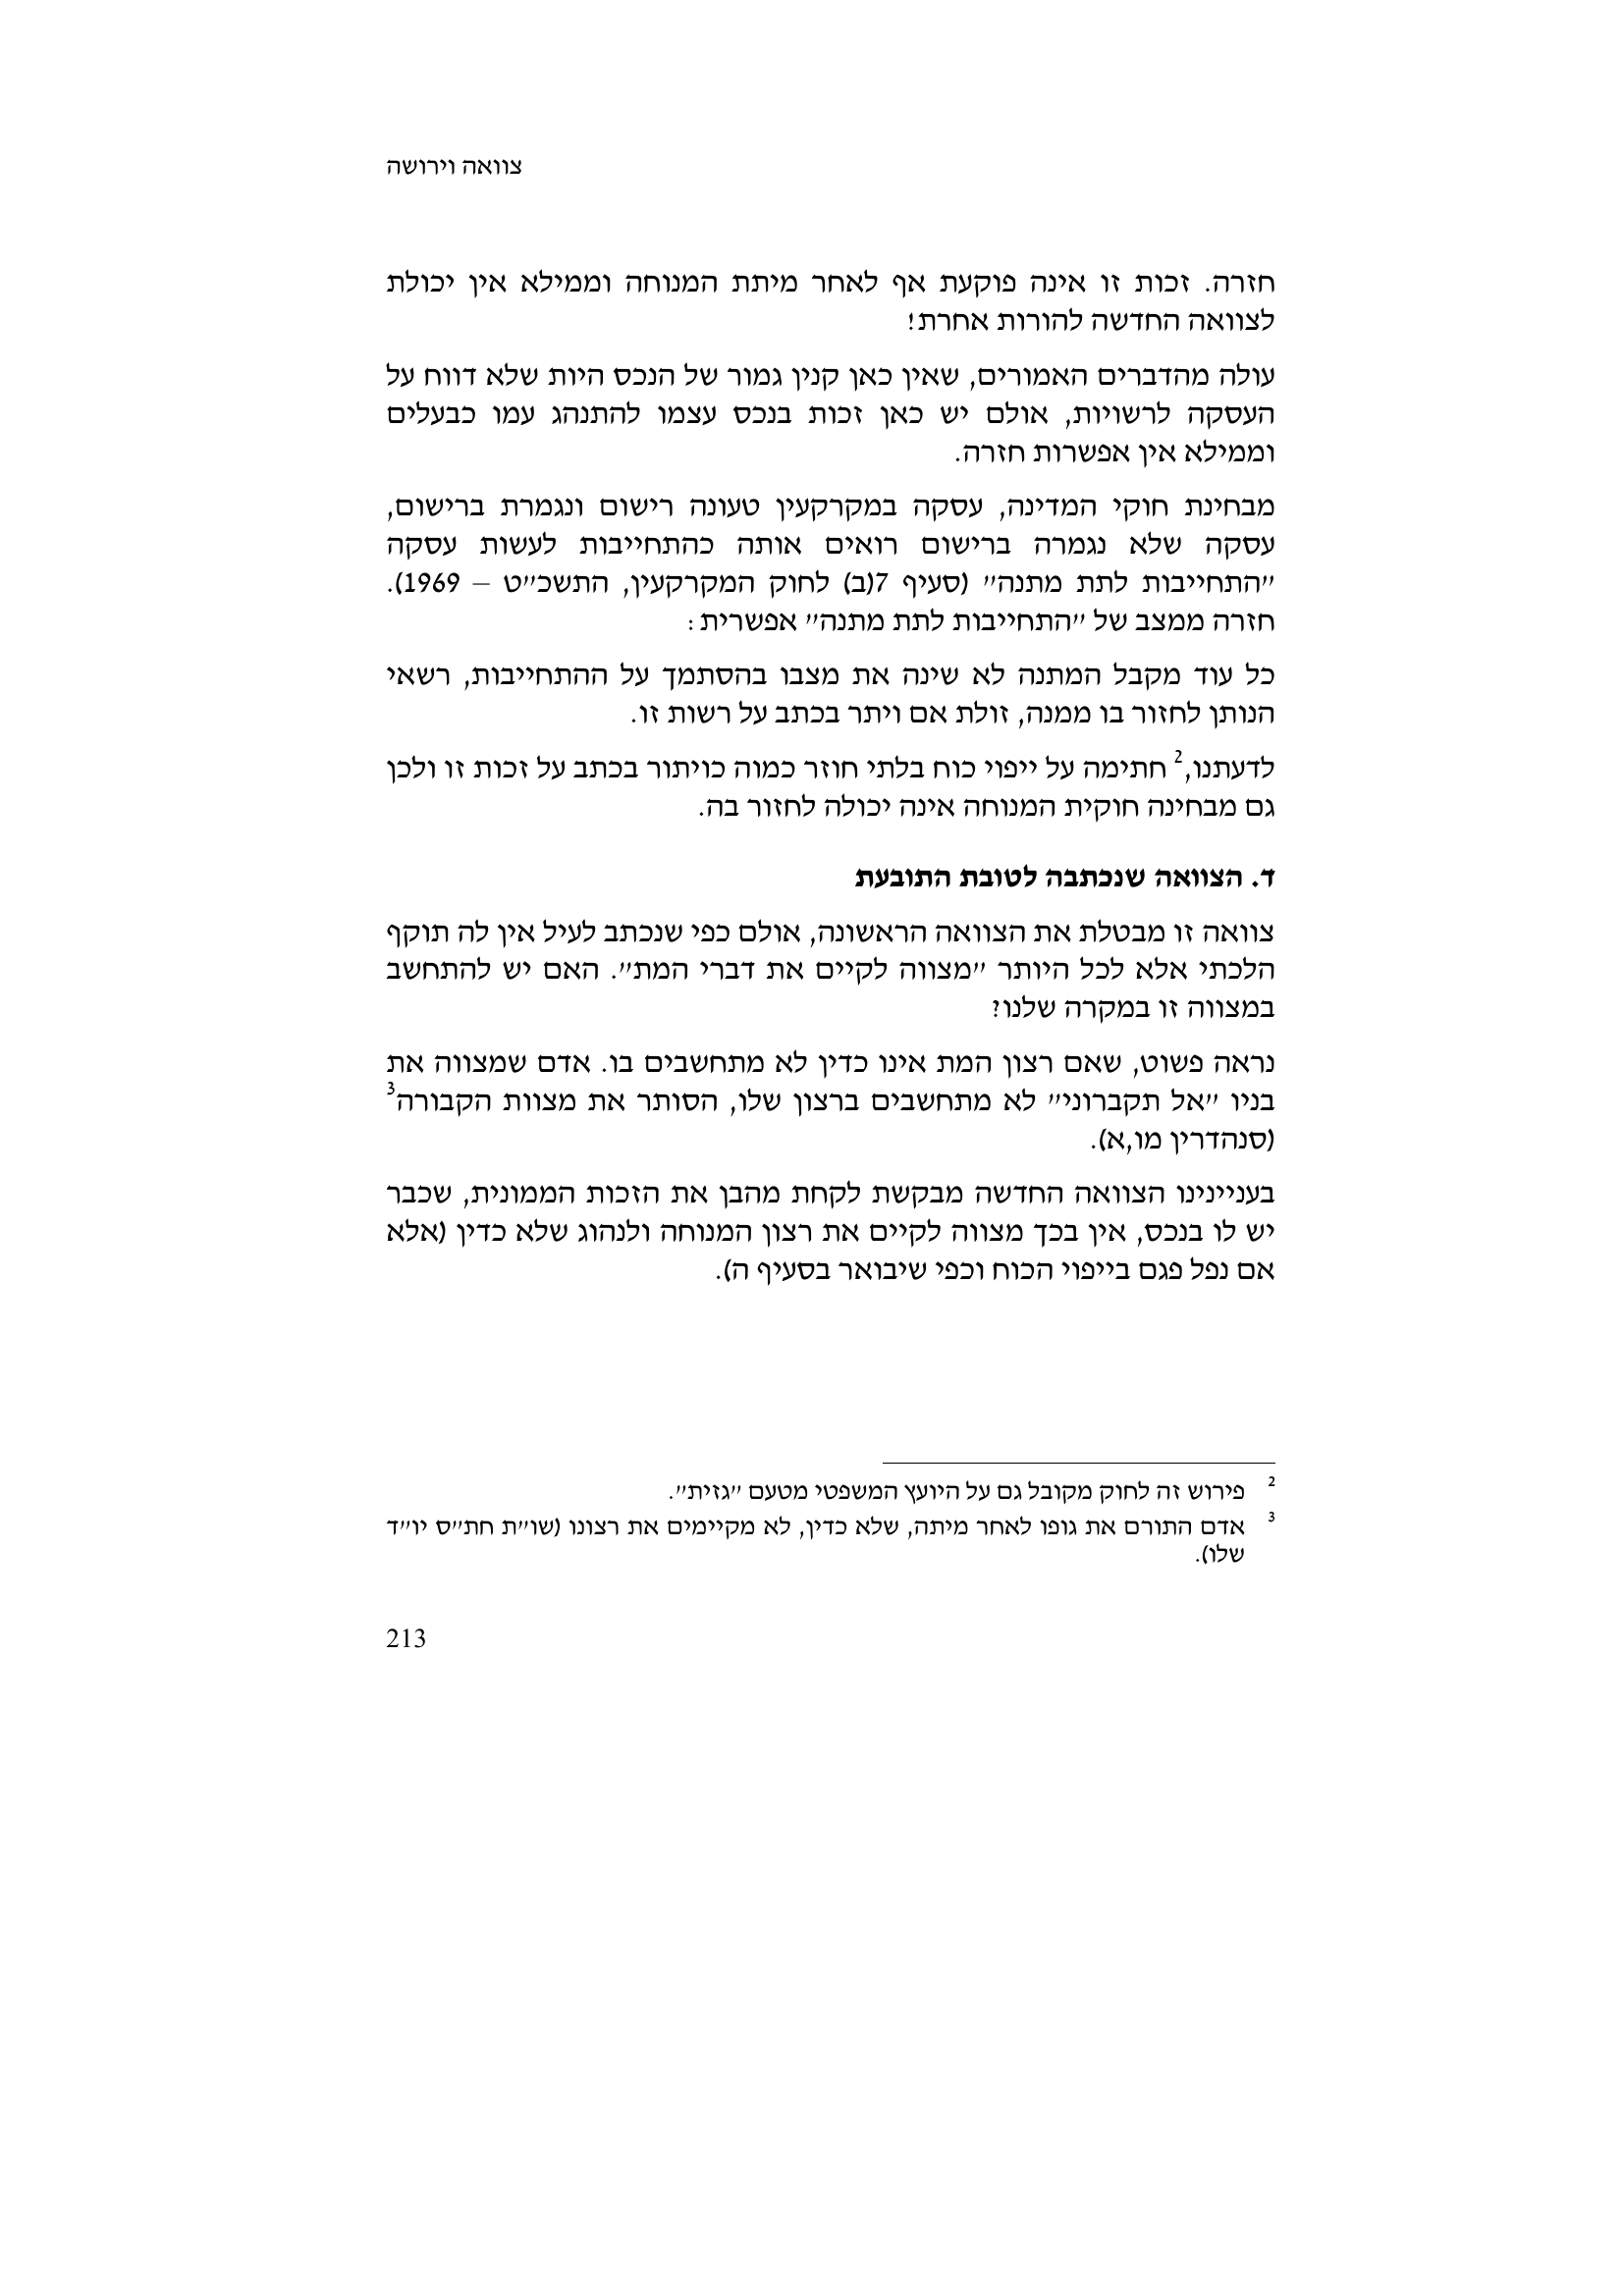 צוואה וירושה
חזרה. זכות זו אינה פוקעת אף לאחר מיתת המנוחה וממילא אין יכולת
לצוואה החדשה להורות אחרת!
עולה מהדברים האמורים, שאין כאן קנין גמור של הנכס היות שלא דווח על
העסקה לרשויות, אולם יש כאן זכות בנכס עצמו להתנהג עמו כבעלים
וממילא אין אפשרות חזרה.
מבחינת חוקי המדינה, עסקה במקרקעין טעונה רישום ונגמרת ברישום,
עסקה שלא נגמרה ברישום רואים אותה כהתחייבות לעשות עסקה
"התחייבות לתת מתנה" (סעיף 7(ב) לחוק המקרקעין, התשכ"ט – 1969).
חזרה ממצב של "התחייבות לתת מתנה" אפשרית:
כל עוד מקבל המתנה לא שינה את מצבו בהסתמך על ההתחייבות, רשאי
הנותן לחזור בו ממנה, זולת אם ויתר בכתב על רשות זו.
לדעתנו,2 חתימה על ייפוי כוח בלתי חוזר כמוה כויתור בכתב על זכות זו ולכן
גם מבחינה חוקית המנוחה אינה יכולה לחזור בה.
ד. הצוואה שנכתבה לטובת התובעת
צוואה זו מבטלת את הצוואה הראשונה, אולם כפי שנכתב לעיל אין לה תוקף
הלכתי אלא לכל היותר "מצווה לקיים את דברי המת". האם יש להתחשב
במצווה זו במקרה שלנו?
נראה פשוט, שאם רצון המת אינו כדין לא מתחשבים בו. אדם שמצווה את
בניו "אל תקברוני" לא מתחשבים ברצון שלו, הסותר את מצוות הקבורה3
(סנהדרין מו,א).
בעניינינו הצוואה החדשה מבקשת לקחת מהבן את הזכות הממונית, שכבר
יש לו בנכס, אין בכך מצווה לקיים את רצון המנוחה ולנהוג שלא כדין (אלא
אם נפל פגם בייפוי הכוח וכפי שיבואר בסעיף ה).
2 פירוש זה לחוק מקובל גם על היועץ המשפטי מטעם "גזית".
3 אדם התורם את גופו לאחר מיתה, שלא כדין, לא מקיימים את רצונו (שו"ת חת"ס יו"ד
שלו).
213